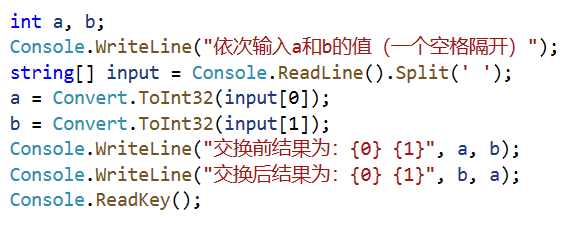 int a, b;
Console.WriteLine("依次输入a和b的值（一个空格隔开）");
string[] input = Console.ReadLine().Split(' ');
a = Convert.ToInt32(input[0]);
b = Convert.ToInt32(input[1]);
Console.WriteLine("交换前结果为：{0} {1}", a, b);
Console.WriteLine("交换后结果为：{0} {1}", b, a);
Console.ReadKey();